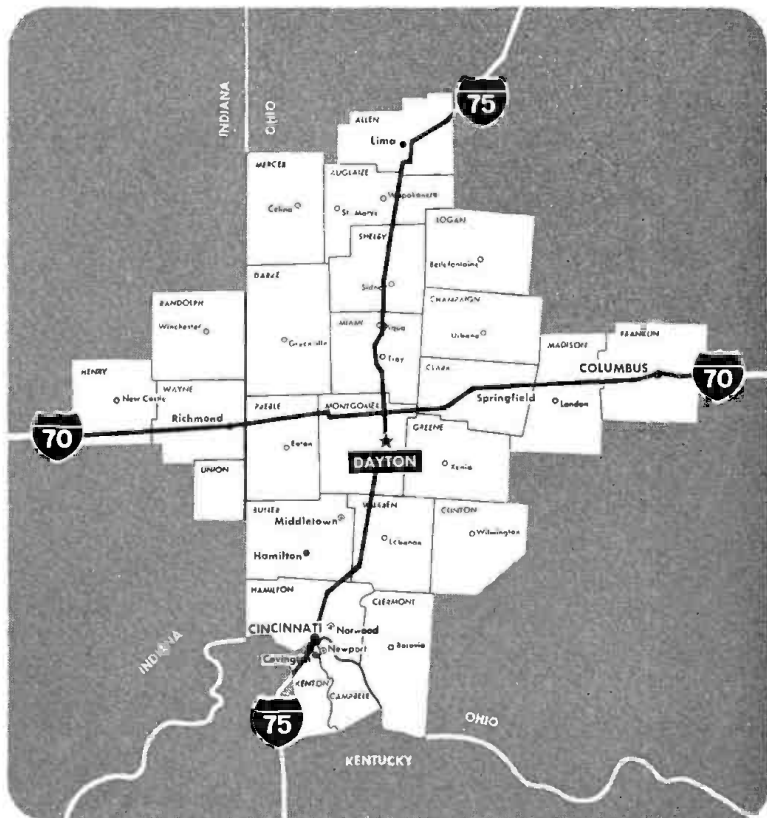 75
INDIANA
OHIO
ALLEN
Lima
MERCER
AUGLAIZE
Wapakoneta
Celina
St. Marys
LOGAN
SHELBY
Bellefontaine
DARKE
Sidney
RANDOLPH
CHAMPAIGN
Winchester
MIAMI
Piqua
Urbana
MADISON
FRANKLIN
Greenville
Troy
HENRY
CLARK
COLUMBUS
70
WAYNE
New Castle
PREBLE
MONTGOMERY
Springfield
London
Richmond
GREENE
70
Eaton
DAYTON
Xenia
UNION
BUTLER
WARREN
CLINTON
Middletown
Wilmington
Lebanon
Hamilton
HAMILTON
CLERMONT
CINCINNATI
Norwood
INDIANA
Newport
Batavia
Covington
KENTON
CAMPBELL
75
OHIO
KENTUCKY